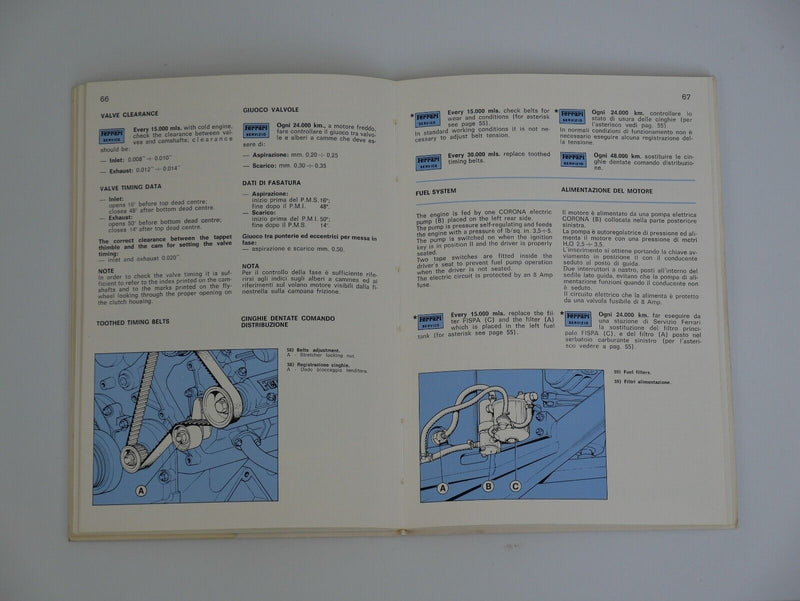 66
VALVE CLEARANCE
Ferrari
SERVICE
Every 15.000 mls. with cold engine,
check the clearance between val-
ves and camshafts; clearance
should be:
— Inlet: 0.008" ÷ 0.010"
— Exhaust: 0.012" ÷ 0.014"
VALVE TIMING DATA
— Inlet:
opens 16° before top dead centre;
closes 48° after bottom dead centre.
— Exhaust:
opens 50° before bottom dead centre;
closes 14° after top dead centre.
The correct clearance between the tappet
thimble and the cam for setting the valve
timing:
— inlet and exhaust 0.020".
NOTE
In order to check the valve timing it is suf-
ficient to refer to the index printed on the cam-
shafts and to the marks printed on the fly-
wheel looking through the proper opening on
the clutch housing.
TOOTHED TIMING BELTS
GIUOCO VALVOLE
Ferrari
SERVIZIO
Ogni 24.000 km., a motore freddo,
fare controllare il giuoco tra valvo-
le e alberi a camme che deve es-
sere di:
— Aspirazione: mm. 0,20 ÷ 0,25
— Scarico: mm. 0,30 ÷ 0,35
DATI DI FASATURA
— Aspirazione:
inizio prima del P.M.S. 16°;
fine dopo il P.M.I. 48°.
— Scarico:
inizio prima del P.M.I. 50°;
fine dopo il P.M.S. 14°.
Giuoco tra punterie ed eccentrici per messa in
fase:
— aspirazione e scarico mm. 0,50.
NOTA
Per il controllo della fase è sufficiente rife-
rirsi agli indici sugli alberi a cammes ed ai
riferimenti sul volano motore visibili dalla fi-
nestrella sulla campana frizione.
CINGHIE DENTATE COMANDO
DISTRIBUZIONE
58) Belts adjustment.
A - Stretcher locking nut.
58) Registrazione cinghie.
A - Dado bloccaggio tenditore.
A
67
*
Ferrari
SERVICE
Every 15.000 mls. check belts for
wear and conditions (for asterisk
see page 55).
In standard working conditions it is not ne-
cessary to adjust belt tension.
Ferrari
SERVICE
Every 30.000 mls. replace toothed
timing belts.
*
Ferrari
SERVIZIO
Ogni 24.000 km. controllare lo
stato di usura delle cinghie (per
l'asterisco vedi pag. 55).
In normali condizioni di funzionamento non è
necessario eseguire alcuna registrazione del-
la tensione.
Ferrari
SERVIZIO
Ogni 48.000 km. sostituire le cin-
ghie dentate comando distribuzio-
ne.
FUEL SYSTEM
The engine is fed by one CORONA electric
pump (B) placed on the left rear side.
The pump is pressure self-regulating and feeds
the engine with a pressure of lb/sq. in. 3,5÷5.
The pump is switched on when the ignition
key is in position II and the driver is properly
seated.
Two tape switches are fitted inside the
driver's seat to prevent fuel pump operation
when the driver is not seated.
The electric circuit is protected by an 8 Amp
fuse.
*
Ferrari
SERVICE
Every 15.000 mls. replace the fil-
ter FISPA (C) and the filter (A)
which is placed in the left fuel
tank (for asterisk see page 55).
ALIMENTAZIONE DEL MOTORE
Il motore è alimentato da una pompa elettrica
CORONA (B) collocata nella parte posteriore
sinistra.
La pompa è autoregolatrice di pressione ed ali-
menta il motore con una pressione di metri
H₂O 2,5 ÷ 3,5.
L'inserimento si ottiene portando la chiave av-
viamento in posizione II con il conducente
seduto al posto di guida.
Due interruttori a nastro, posti all'interno del
sedile guida, evitano che la pompa di ali-
mentazione funzioni quando il conducente non
è seduto.
Il circuito elettrico che la alimenta è protetto
da una valvola fusibile di 8 Amp.
*
Ferrari
SERVIZIO
Ogni 24.000 km. far eseguire da
una stazione di Servizio Ferrari
la sostituzione del filtro princi-
pale FISPA (C), e del filtro (A) posto nel
serbatoio carburante sinistro (per l'asteri-
sco vedere a pag. 55).
Fuel filters.
Filtri alimentazione.
A
B
C